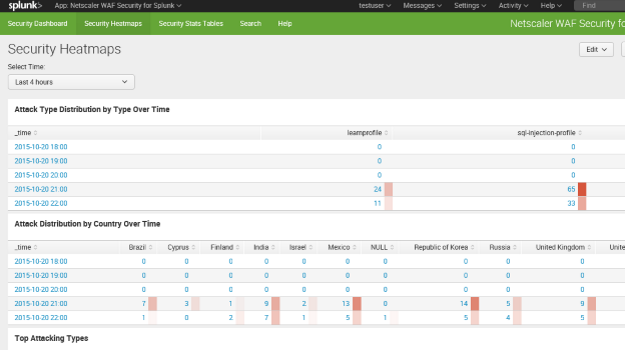 splunk> App: Netscaler WAF Security for Splunk testuser Messages Settings Activity Help Find
Security Dashboard Security Heatmaps Security Stats Tables Search Help Netscaler WAF Security fo
Security Heatmaps Edit
Select Time:
Last 4 hours
Attack Type Distribution by Type Over Time
_time learnprofile sql-injection-profile
2015-10-20 18:00 0 0
2015-10-20 19:00 0 0
2015-10-20 20:00 0 0
2015-10-20 21:00 24 65
2015-10-20 22:00 11 33
Attack Distribution by Country Over Time
_time Brazil Cyprus Finland India Israel Mexico NULL Republic of Korea Russia United Kingdom Unite
2015-10-20 18:00 0 0 0 0 0 0 0 0 0 0
2015-10-20 19:00 0 0 0 0 0 0 0 0 0 0
2015-10-20 20:00 0 0 0 0 0 0 0 0 0 0
2015-10-20 21:00 7 3 1 9 2 13 0 14 5 9
2015-10-20 22:00 1 0 2 7 1 5 1 5 4 5
Top Attacking Types